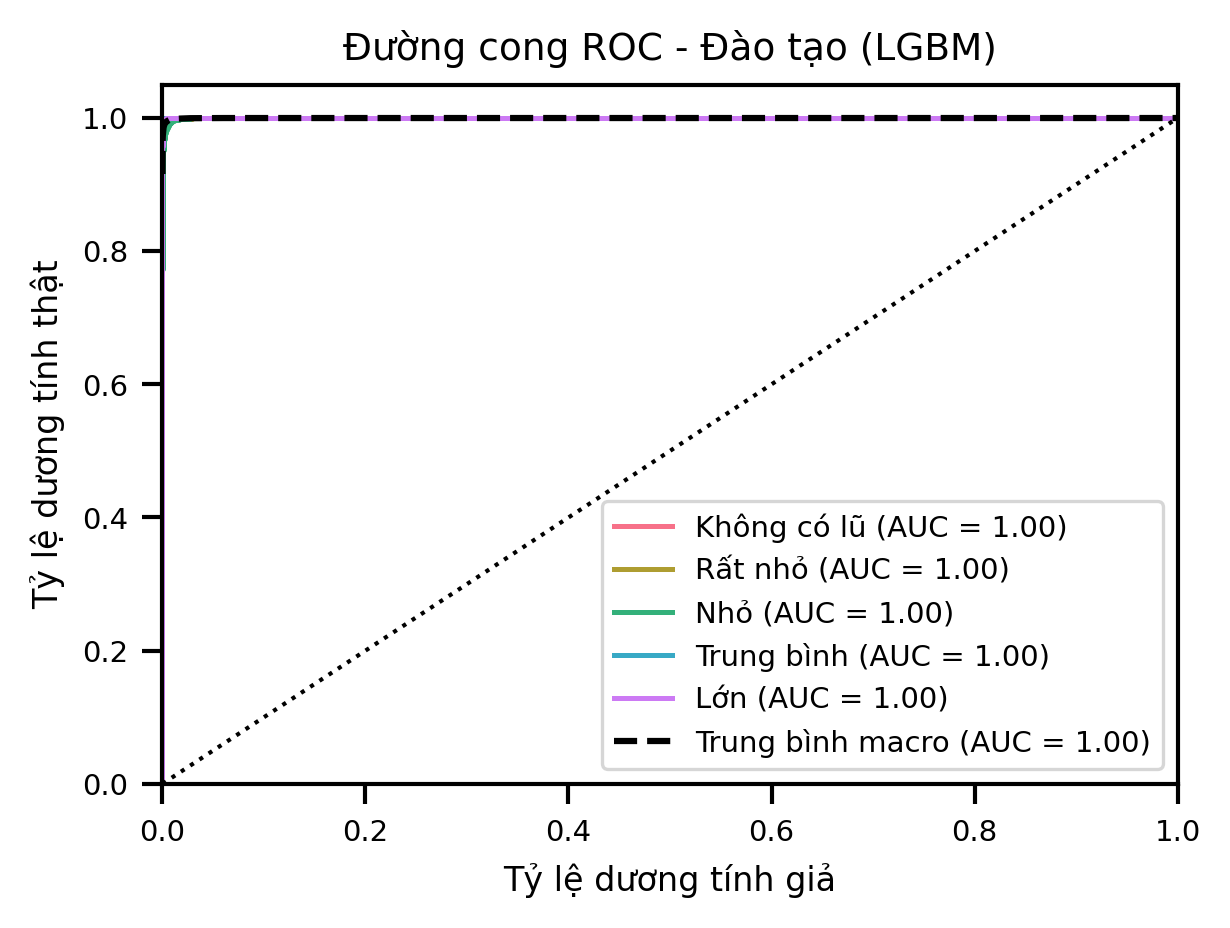 Đường cong ROC - Đào tạo (LGBM)
Tỷ lệ dương tính thật
1.0
0.8
0.6
0.4
0.2
0.0
Không có lũ (AUC = 1.00)
Rất nhỏ (AUC = 1.00)
Nhỏ (AUC = 1.00)
Trung bình (AUC = 1.00)
Lớn (AUC = 1.00)
Trung bình macro (AUC = 1.00)
0.0 0.2 0.4 0.6 0.8 1.0
Tỷ lệ dương tính giả